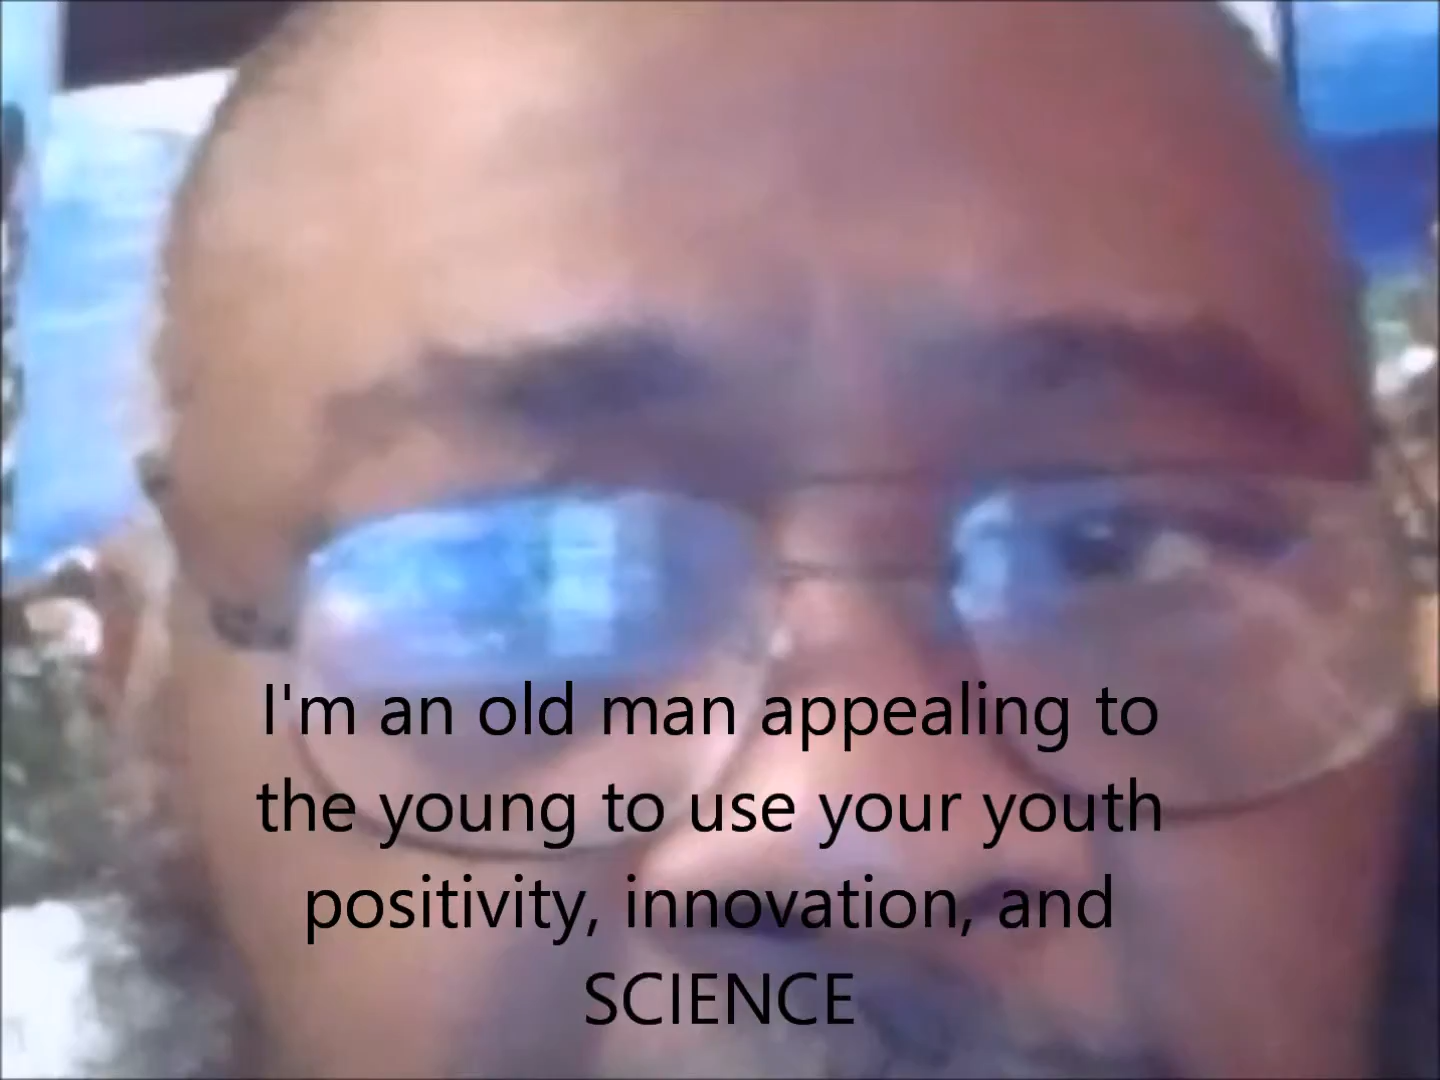 I'm an old man appealing to
the young to use your youth
positivity, innovation, and
SCIENCE